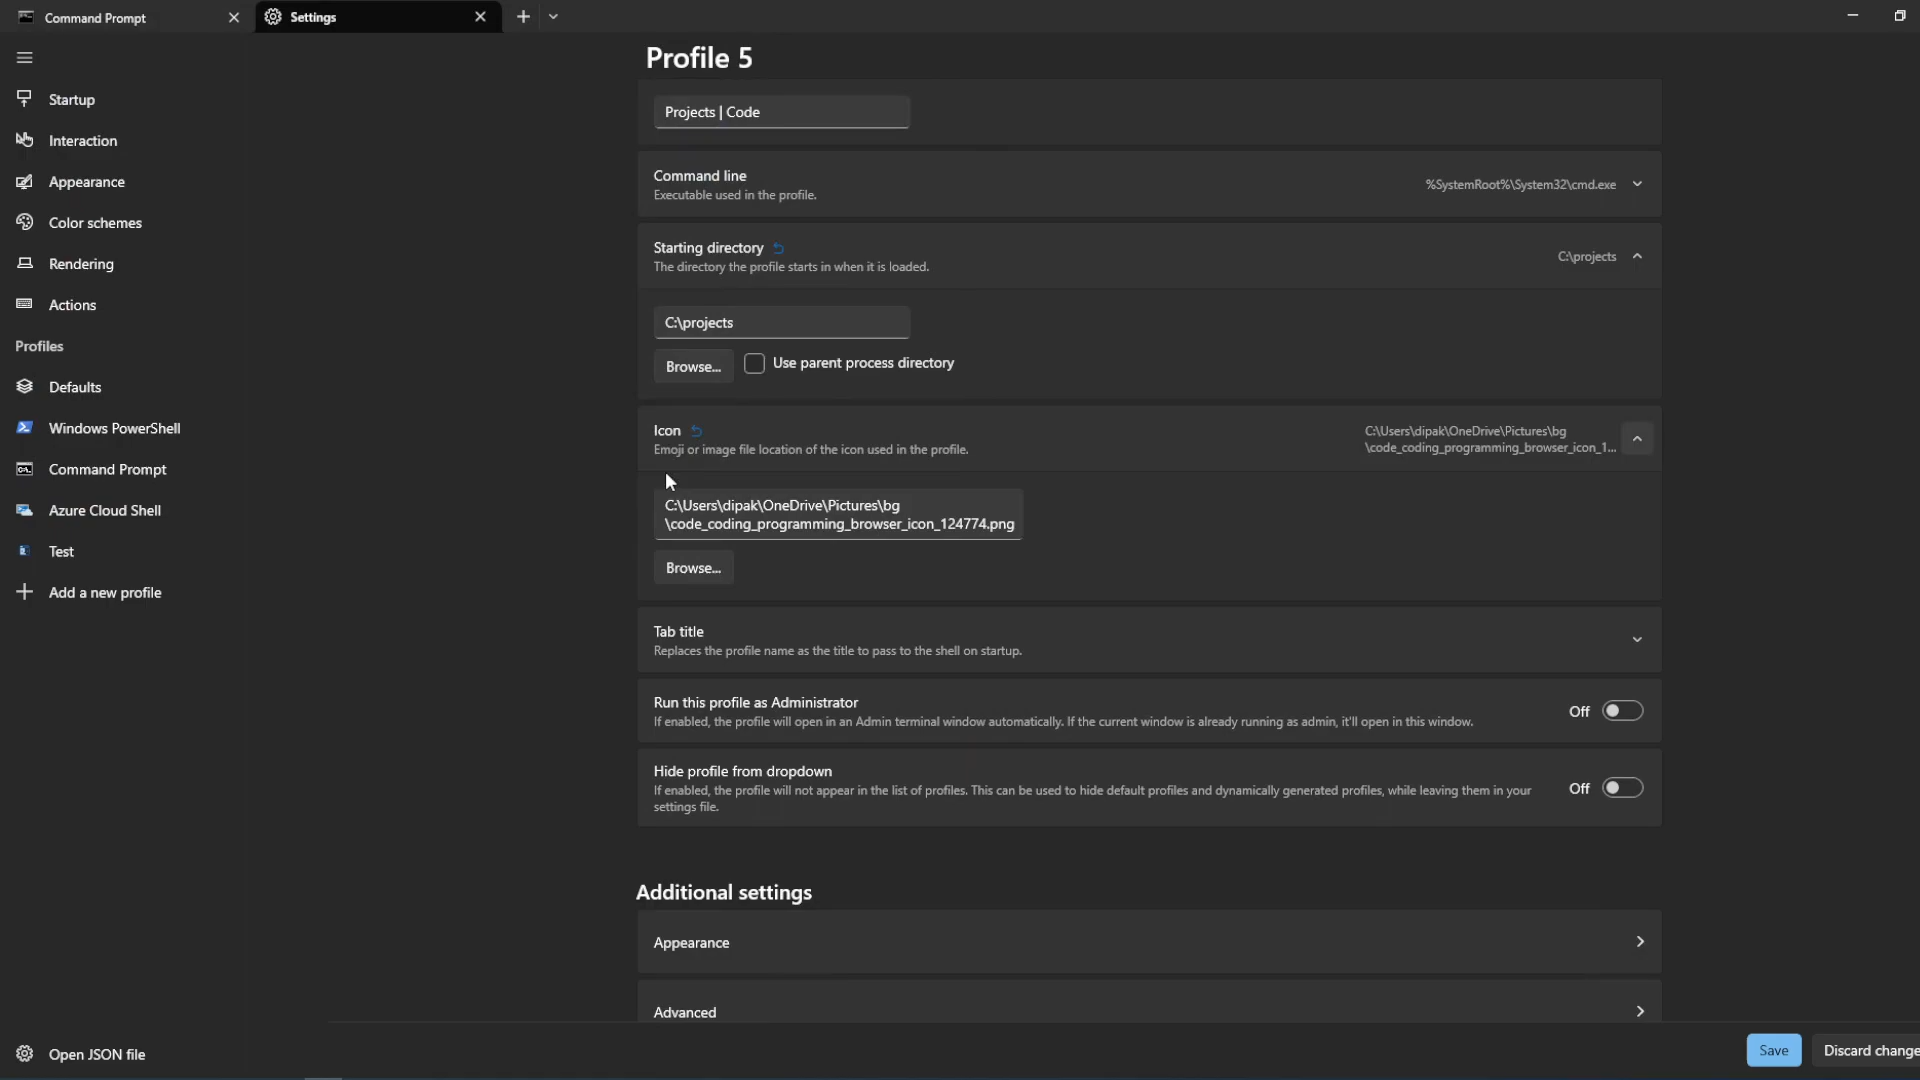 Command Prompt
Settings
Startup
Interaction
Appearance
Color schemes
Rendering
Actions
Profiles
Defaults
Windows PowerShell
Command Prompt
Azure Cloud Shell
Test
Add a new profile
Open JSON file
Profile 5
Projects | Code
Command line
Executable used in the profile.
%SystemRoot%\System32\cmd.exe
Starting directory
The directory the profile starts in when it is loaded.
C:\projects
C:\projects
Browse...
Use parent process directory
Icon
Emoji or image file location of the icon used in the profile.
C:\Users\dipak\OneDrive\Pictures\bg
\code_coding_programming_browser_icon_1...
C:\Users\dipak\OneDrive\Pictures\bg
\code_coding_programming_browser_icon_124774.png
Browse...
Tab title
Replaces the profile name as the title to pass to the shell on startup.
Run this profile as Administrator
If enabled, the profile will open in an Admin terminal window automatically. If the current window is already running as admin, it'll open in this window.
Off
Hide profile from dropdown
If enabled, the profile will not appear in the list of profiles. This can be used to hide default profiles and dynamically generated profiles, while leaving them in your
settings file.
Off
Additional settings
Appearance
Advanced
Save
Discard change